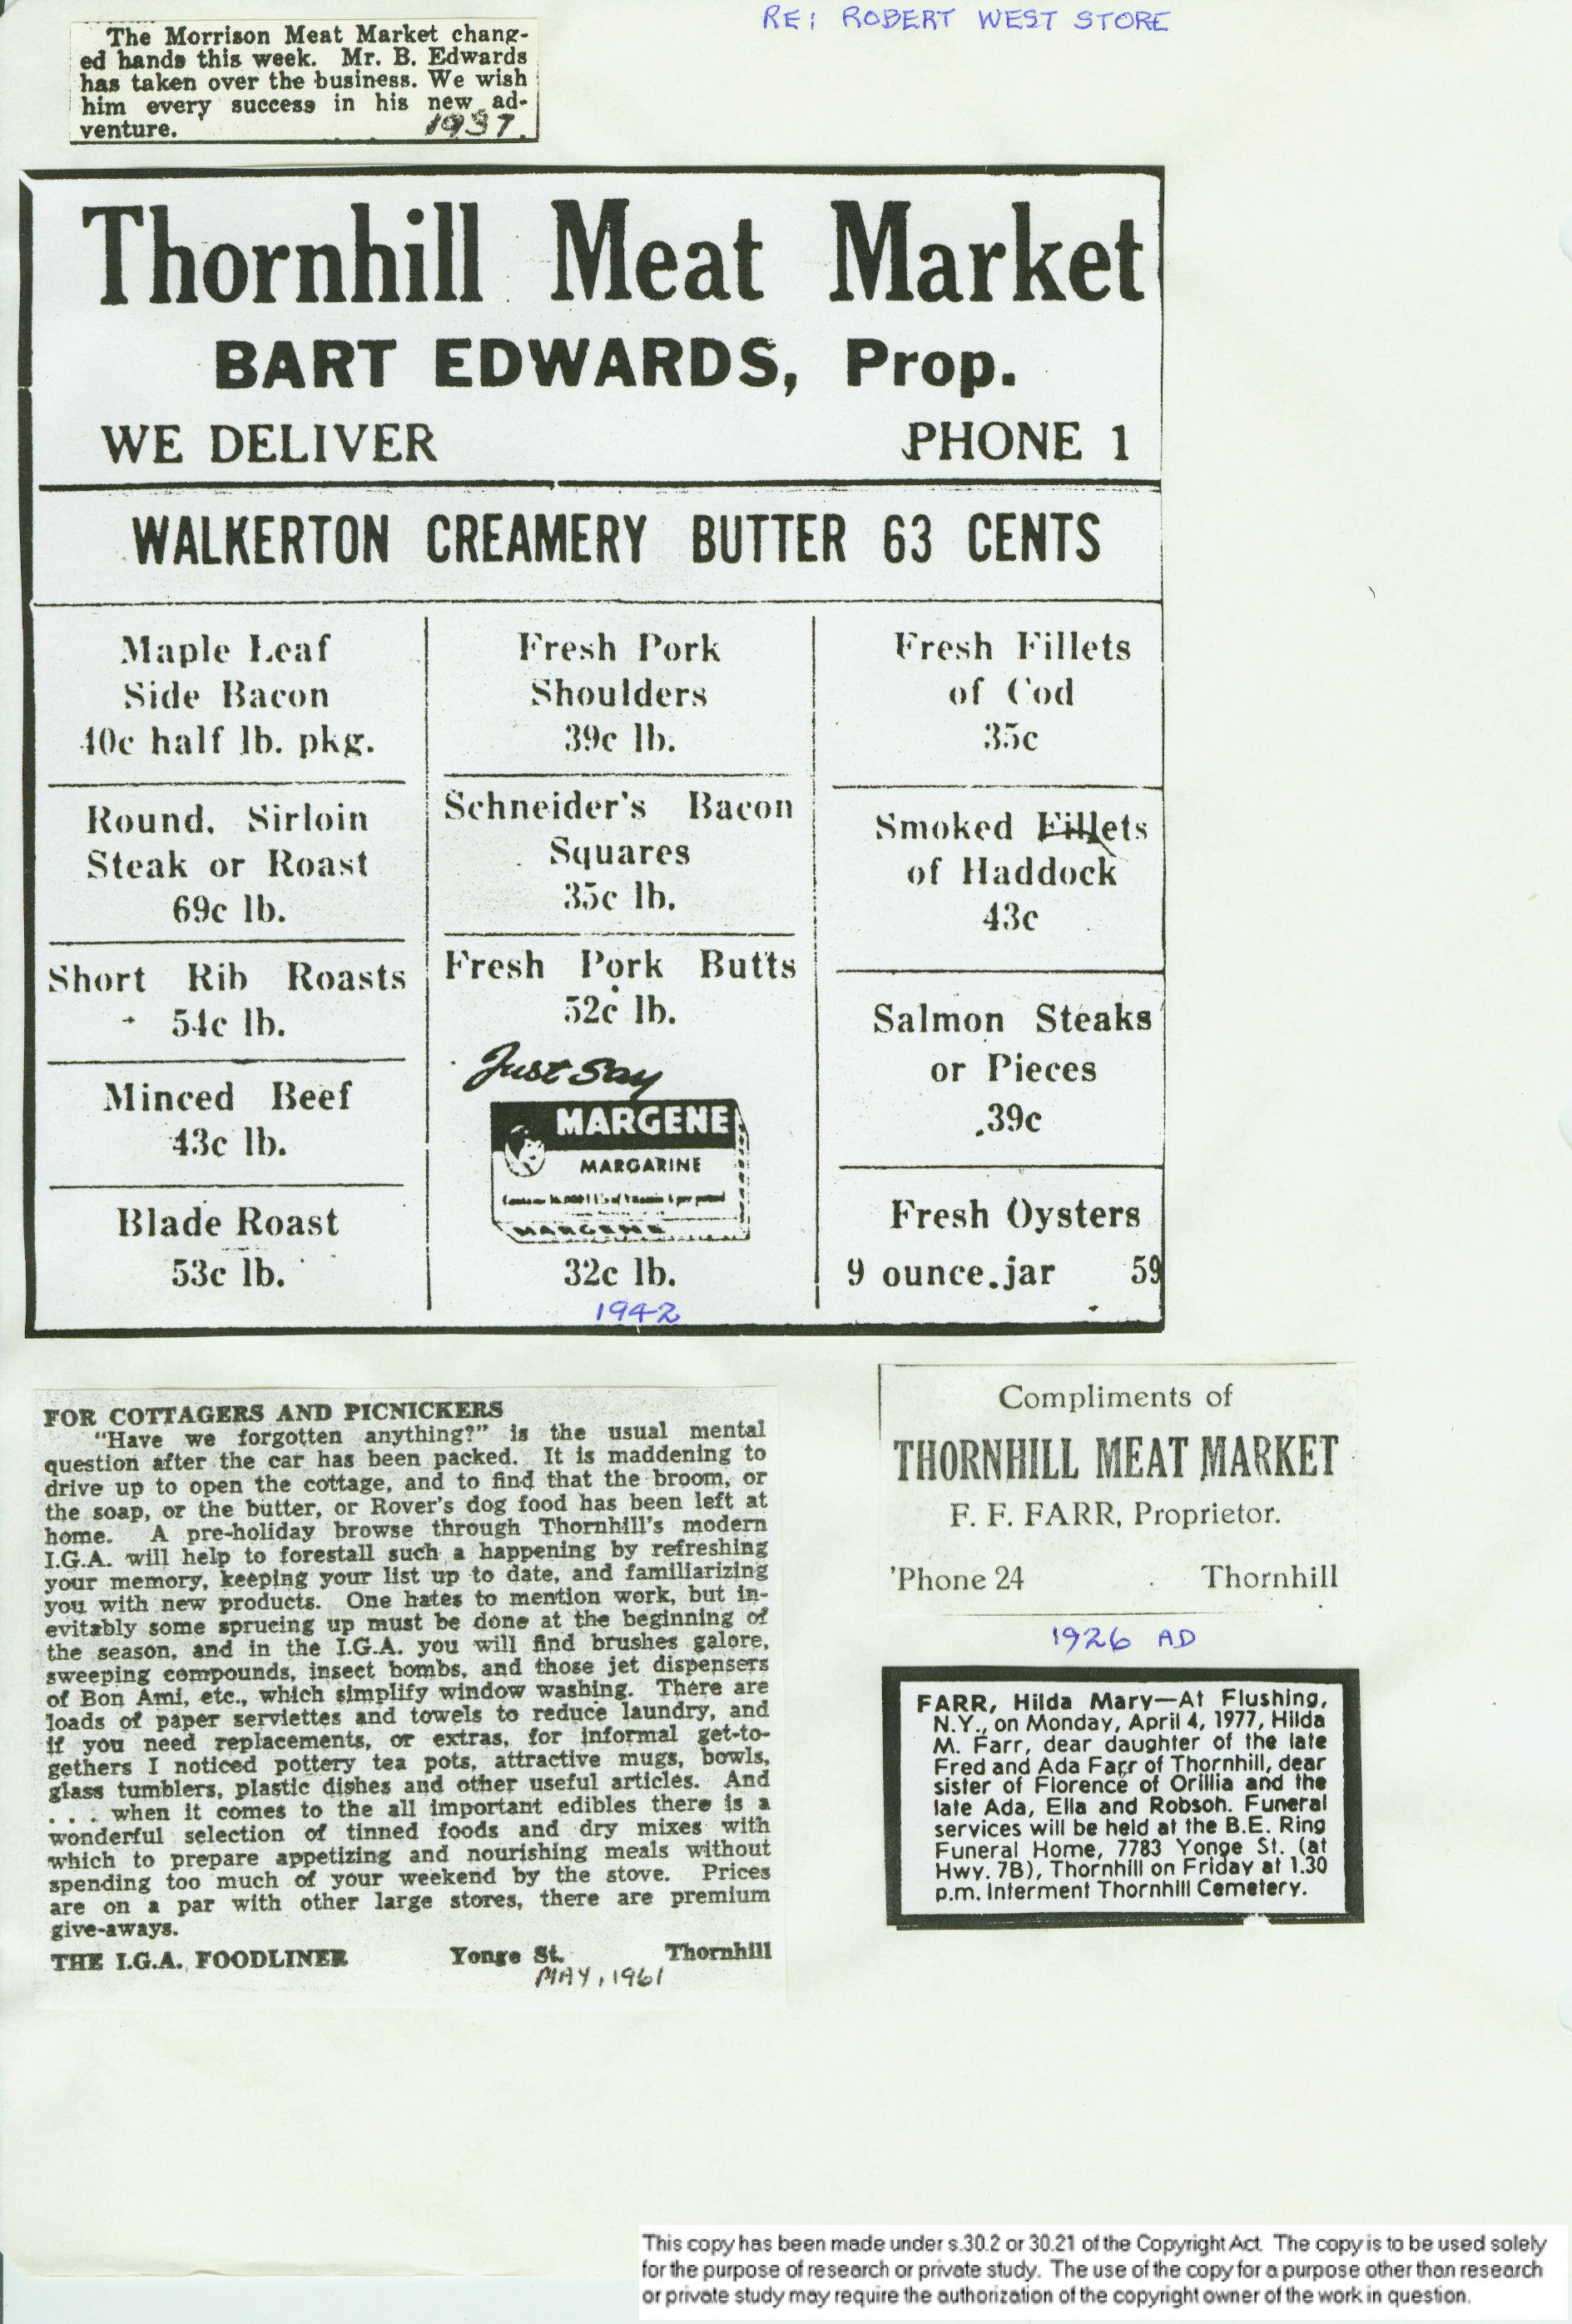 RE: ROBERT WEST STORE
The Morrison Meat Market chang-
ed hands this week. Mr. B. Edwards
has taken over the business. We wish
him every success in his new ad-
venture.
1937.
Thornhill Meat Market
BART EDWARDS, Prop.
WE DELIVER PHONE 1
WALKERTON CREAMERY BUTTER 63 CENTS
Maple Leaf
Side Bacon
40c half lb. pkg.
Round, Sirloin
Steak or Roast
69c lb.
Short Rib Roasts
54c lb.
Minced Beef
43c lb.
Blade Roast
53c lb.
Fresh Pork
Shoulders
39c lb.
Schneider's Bacon
Squares
35c lb.
Fresh Pork Butts
52c lb.
Just Say
MARGENE
MARGARINE
per pound
MARGENE
32c lb.
1942
Fresh Fillets
of Cod
35c
Smoked Fillets
of Haddock
43c
Salmon Steaks
or Pieces
39c
Fresh Oysters
9 ounce jar 59
FOR COTTAGERS AND PICNICKERS
"Have we forgotten anything?" is the usual mental
question after the car has been packed. It is maddening to
drive up to open the cottage, and to find that the broom, or
the soap, or the butter, or Rover's dog food has been left at
home. A pre-holiday browse through Thornhill's modern
I.G.A. will help to forestall such a happening by refreshing
your memory, keeping your list up to date, and familiarizing
you with new products. One hates to mention work, but in-
evitably some sprucing up must be done at the beginning of
the season, and in the I.G.A. you will find brushes galore,
sweeping compounds, insect bombs, and those jet dispensers
of Bon Ami, etc., which simplify window washing. There are
loads of paper serviettes and towels to reduce laundry, and
if you need replacements, or extras, for informal get-to-
gethers I noticed pottery tea pots, attractive mugs, bowls,
glass tumblers, plastic dishes and other useful articles. And
. . . when it comes to the all important edibles there is a
wonderful selection of tinned foods and dry mixes with
which to prepare appetizing and nourishing meals without
spending too much of your weekend by the stove. Prices
are on a par with other large stores, there are premium
give-aways.
THE I.G.A. FOODLINER Yonge St. Thornhill
MAY, 1961
Compliments of
THORNHILL MEAT MARKET
F. F. FARR, Proprietor.
'Phone 24 Thornhill
1926 AD
FARR, Hilda Mary—At Flushing,
N.Y., on Monday, April 4, 1977, Hilda
M. Farr, dear daughter of the late
Fred and Ada Farr of Thornhill, dear
sister of Florence of Orillia and the
late Ada, Ella and Robson. Funeral
services will be held at the B.E. Ring
Funeral Home, 7783 Yonge St. (at
Hwy. 7B), Thornhill on Friday at 1.30
p.m. Interment Thornhill Cemetery.
This copy has been made under s.30.2 or 30.21 of the Copyright Act. The copy is to be used solely
for the purpose of research or private study. The use of the copy for a purpose other than research
or private study may require the authorization of the copyright owner of the work in question.